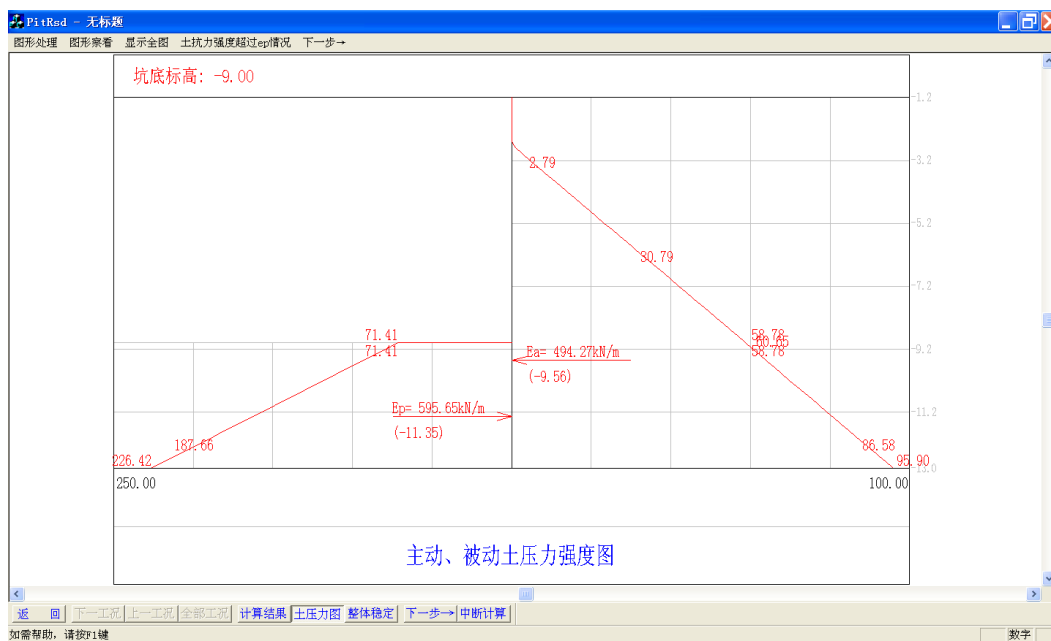 PitRsd - 无标题
图形处理 图形察看 显示全图 土抗力强度超过ep情况 下一步→
坑底标高: -9.00
-1.2
2.79
-3.2
-5.2
30.79
-7.2
71.41
58.78
60.65
71.41
Ea= 494.27kN/m
58.78
-9.2
(-9.56)
Ep= 595.65kN/m
-11.2
(-11.35)
187.66
86.58
226.42
95.90
-13.0
250.00
100.00
主动、被动土压力强度图
返 回 下一工况 上一工况 全部工况 计算结果 土压力图 整体稳定 下一步→ 中断计算
如需帮助, 请按F1键
数字